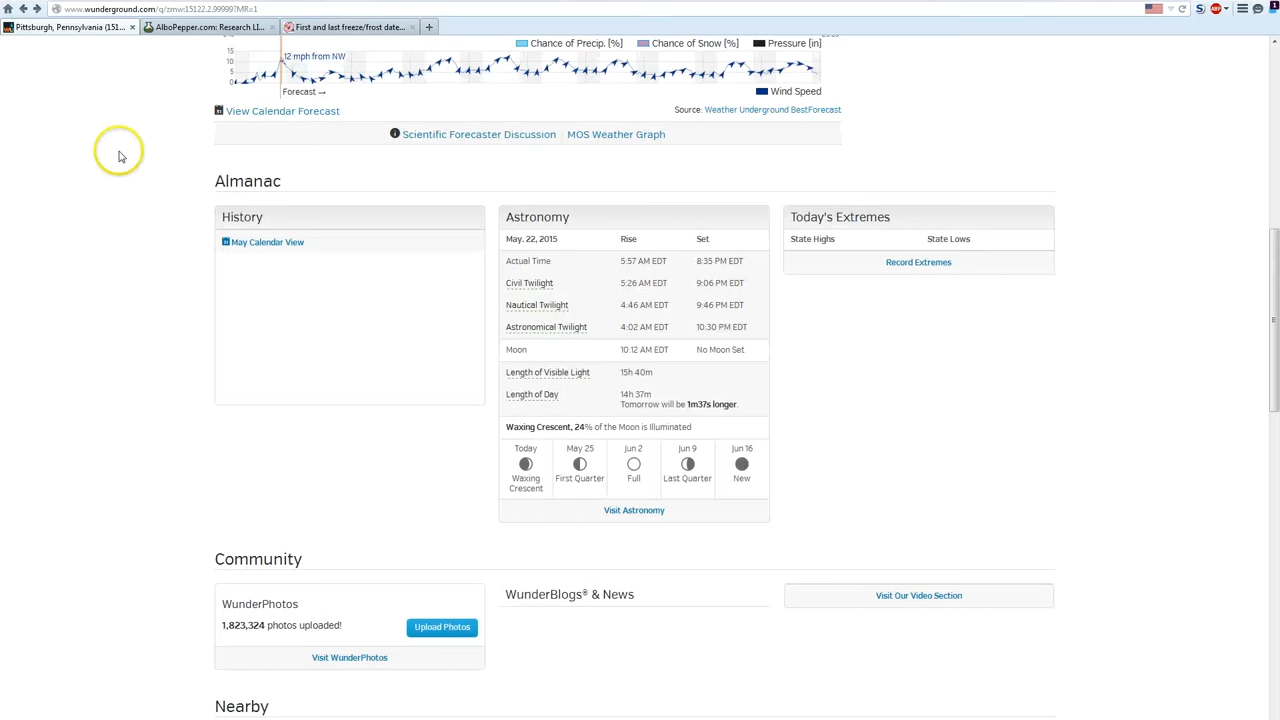 www.wunderground.com/q/zmw:15122.2.99999?MR=1
Pittsburgh, Pennsylvania (151...
AlboPepper.com: Research LI...
First and last freeze/frost date...
Chance of Precip. [%]
Chance of Snow [%]
Pressure [in]
15
10
5
0
12 mph from NW
Forecast →
Wind Speed
View Calendar Forecast
Source: Weather Underground BestForecast
Scientific Forecaster Discussion | MOS Weather Graph
Almanac
History
May Calendar View
Astronomy
May. 22, 2015 Rise Set
Actual Time 5:57 AM EDT 8:35 PM EDT
Civil Twilight 5:26 AM EDT 9:06 PM EDT
Nautical Twilight 4:46 AM EDT 9:46 PM EDT
Astronomical Twilight 4:02 AM EDT 10:30 PM EDT
Moon 10:12 AM EDT No Moon Set
Length of Visible Light 15h 40m
Length of Day 14h 37m
Tomorrow will be 1m37s longer.
Waxing Crescent, 24% of the Moon is Illuminated
Today May 25 Jun 2 Jun 9 Jun 16
Waxing Crescent First Quarter Full Last Quarter New
Visit Astronomy
Today's Extremes
State Highs State Lows
Record Extremes
Community
WunderPhotos
1,823,324 photos uploaded!
Upload Photos
Visit WunderPhotos
WunderBlogs® & News
Visit Our Video Section
Nearby